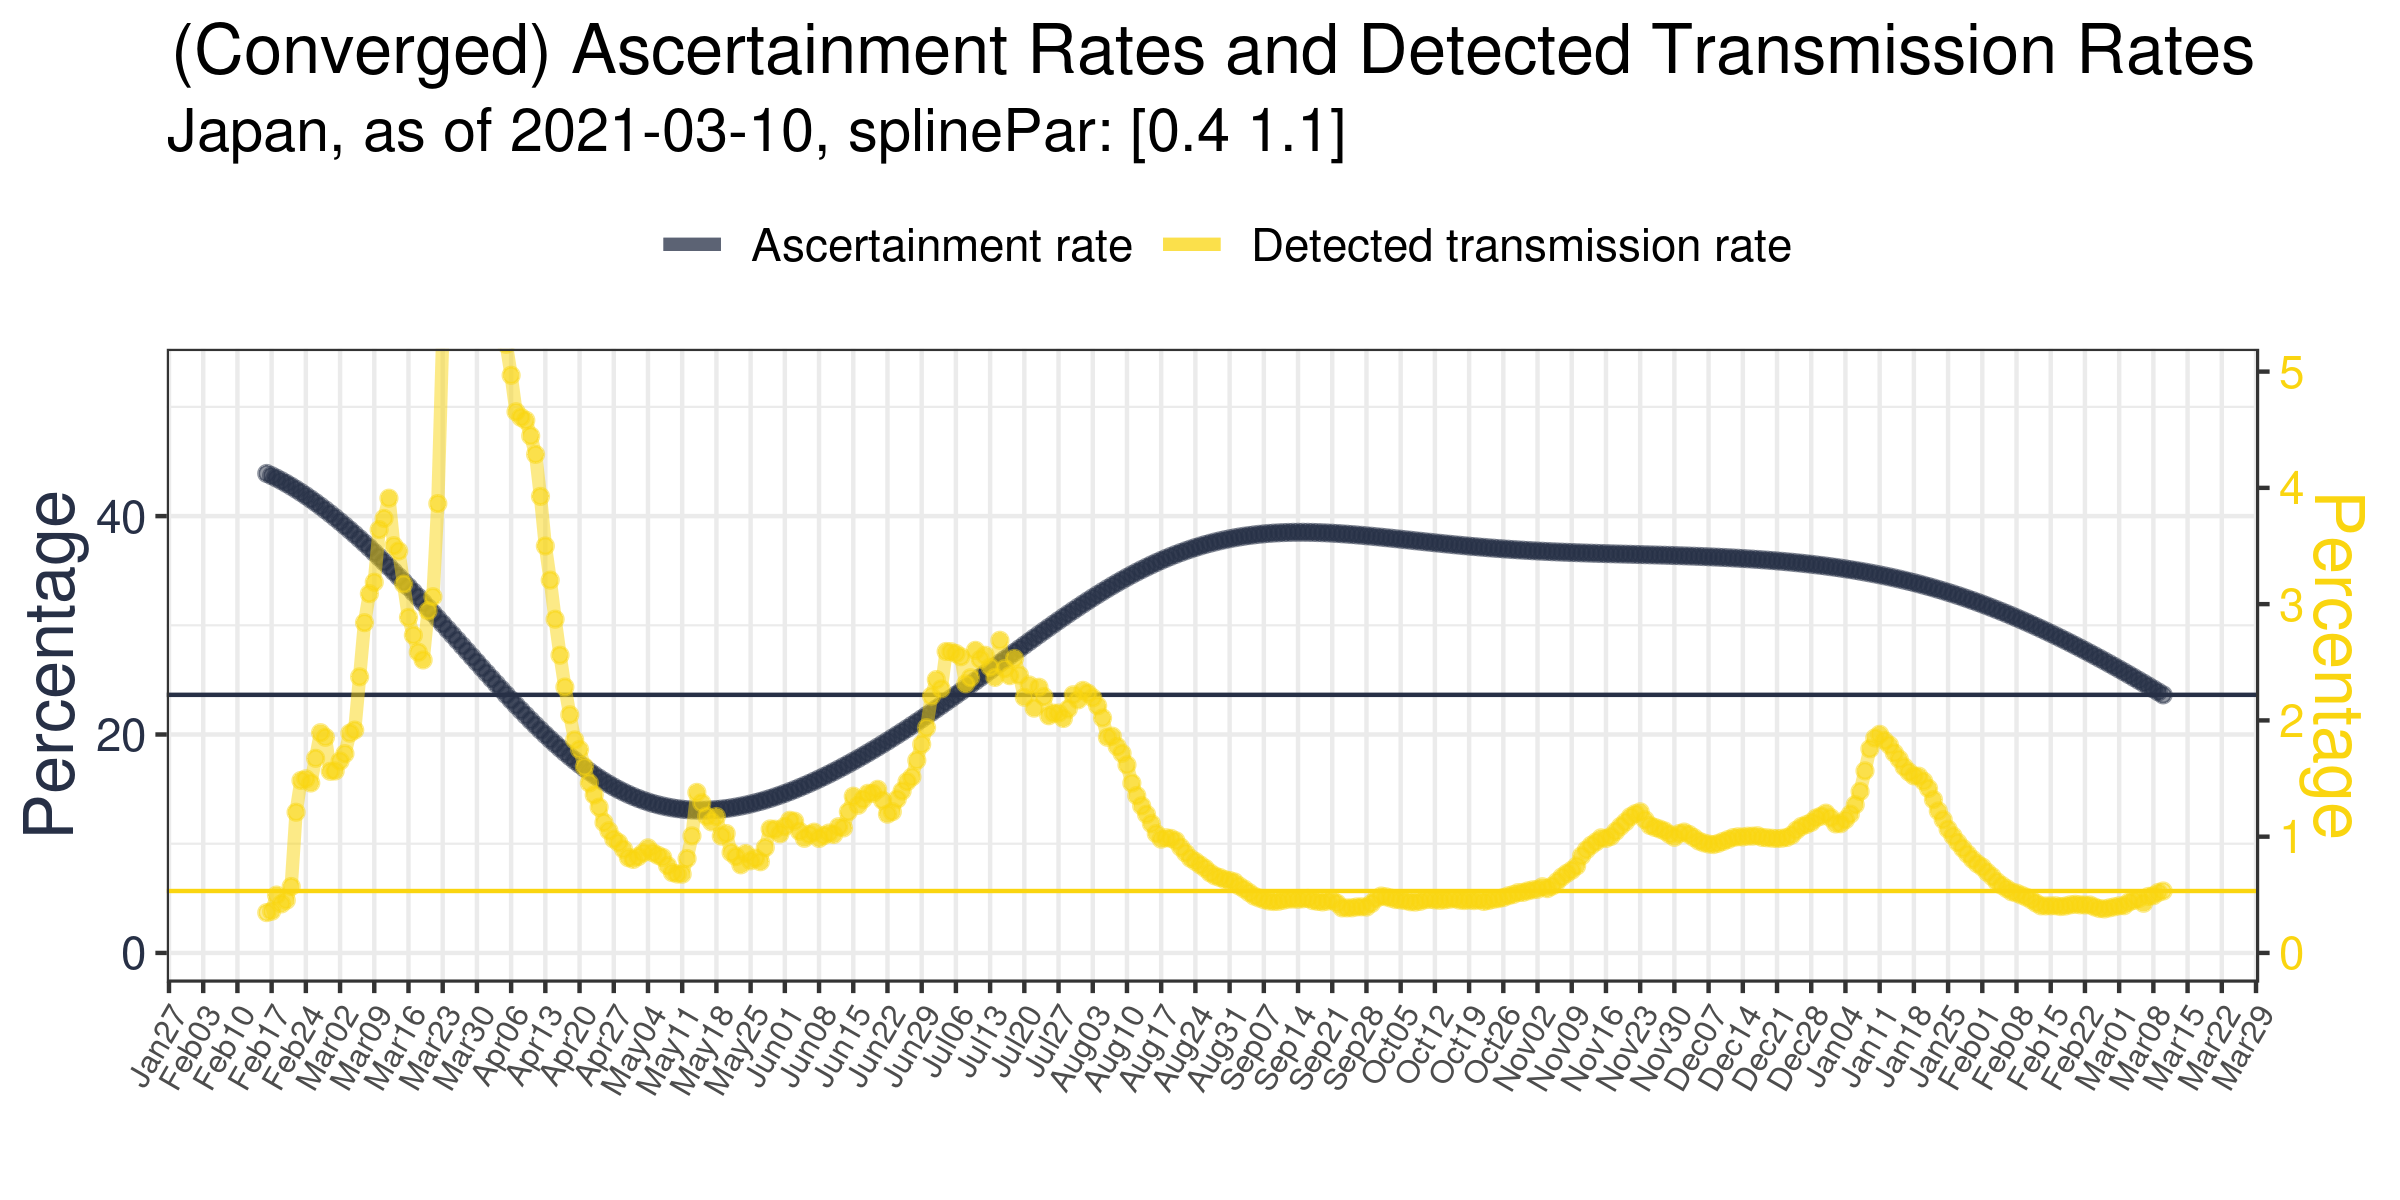 (Converged) Ascertainment Rates and Detected Transmission Rates
Japan, as of 2021-03-10, splinePar: [0.4 1.1]
Ascertainment rate Detected transmission rate
Percentage
40
20
0
5
4
3
2
1
0
Percentage
Jan27 Feb03 Feb10 Feb17 Feb24 Mar02 Mar09 Mar16 Mar23 Mar30 Apr06 Apr13 Apr20 Apr27 May04 May11 May18 May25 Jun01 Jun08 Jun15 Jun22 Jun29 Jul06 Jul13 Jul20 Jul27 Aug03 Aug10 Aug17 Aug24 Aug31 Sep07 Sep14 Sep21 Sep28 Oct05 Oct12 Oct19 Oct26 Nov02 Nov09 Nov16 Nov23 Nov30 Dec07 Dec14 Dec21 Dec28 Jan04 Jan11 Jan18 Jan25 Feb01 Feb08 Feb15 Feb22 Mar01 Mar08 Mar15 Mar22 Mar29